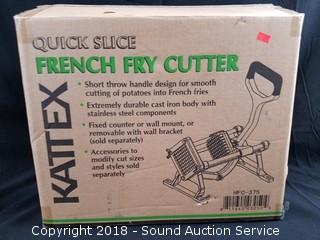 QUICK SLICE
FRENCH FRY CUTTER
KATTEX
• Short throw handle design for smooth
cutting of potatoes into French fries
• Extremely durable cast iron body with
stainless steel components
• Fixed counter or wall mount, or
removable with wall bracket
(sold separately)
• Accessories to
modify cut sizes
and styles sold
separately
HFC-375
Copyright 2018 - Sound Auction Service